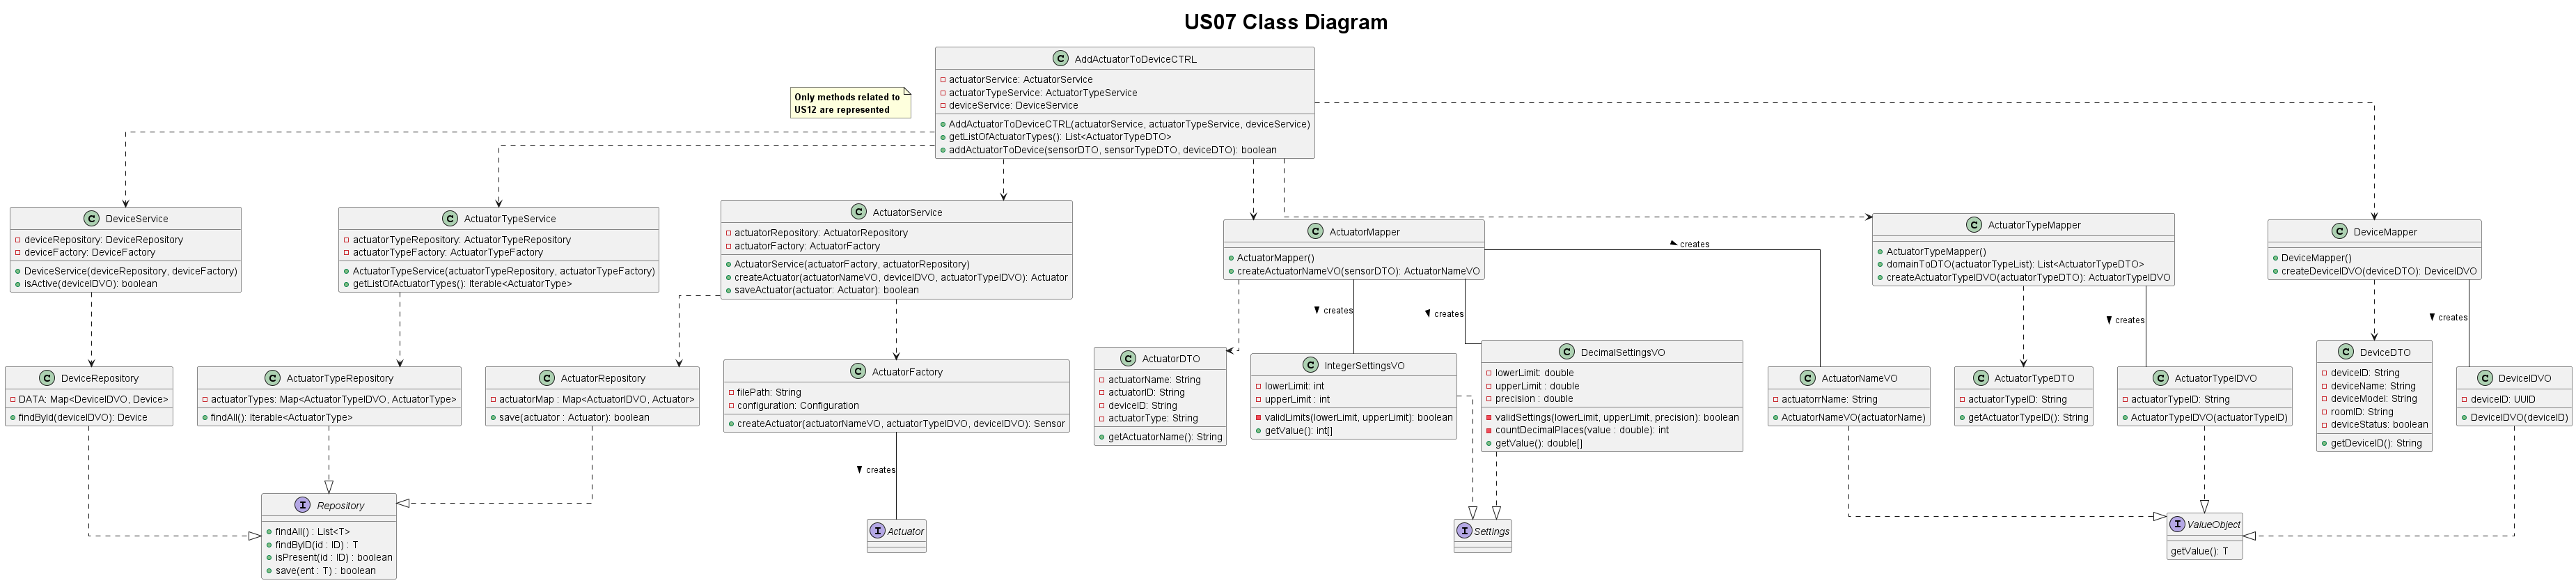 US07 Class Diagram
AddActuatorToDeviceCTRL
actuatorService: ActuatorService
actuatorTypeService: ActuatorTypeService
deviceService: DeviceService
AddActuatorToDeviceCTRL(actuatorService, actuatorTypeService, deviceService)
getListOfActuatorTypes(): List<ActuatorTypeDTO>
addActuatorToDevice(sensorDTO, sensorTypeDTO, deviceDTO): boolean
Only methods related to
US12 are represented
DeviceService
deviceRepository: DeviceRepository
deviceFactory: DeviceFactory
DeviceService(deviceRepository, deviceFactory)
isActive(deviceIDVO): boolean
ActuatorTypeService
actuatorTypeRepository: ActuatorTypeRepository
actuatorTypeFactory: ActuatorTypeFactory
ActuatorTypeService(actuatorTypeRepository, actuatorTypeFactory)
getListOfActuatorTypes(): Iterable<ActuatorType>
ActuatorService
actuatorRepository: ActuatorRepository
actuatorFactory: ActuatorFactory
ActuatorService(actuatorFactory, actuatorRepository)
createActuator(actuatorNameVO, deviceIDVO, actuatorTypeIDVO): Actuator
saveActuator(actuator: Actuator): boolean
ActuatorMapper
ActuatorMapper()
createActuatorNameVO(sensorDTO): ActuatorNameVO
creates
ActuatorTypeMapper
ActuatorTypeMapper()
domainToDTO(actuatorTypeList): List<ActuatorTypeDTO>
createActuatorTypeIDVO(actuatorTypeDTO): ActuatorTypeIDVO
DeviceMapper
DeviceMapper()
createDeviceIDVO(deviceDTO): DeviceIDVO
creates
creates
creates
creates
DeviceRepository
DATA: Map<DeviceIDVO, Device>
findById(deviceIDVO): Device
ActuatorTypeRepository
actuatorTypes: Map<ActuatorTypeIDVO, ActuatorType>
findAll(): Iterable<ActuatorType>
ActuatorRepository
actuatorMap : Map<ActuatorIDVO, Actuator>
save(actuator : Actuator): boolean
ActuatorFactory
filePath: String
configuration: Configuration
createActuator(actuatorNameVO, actuatorTypeIDVO, deviceIDVO): Sensor
ActuatorDTO
actuatorName: String
actuatorID: String
deviceID: String
actuatorType: String
getActuatorName(): String
IntegerSettingsVO
lowerLimit: int
upperLimit : int
validLimits(lowerLimit, upperLimit): boolean
getValue(): int[]
DecimalSettingsVO
lowerLimit: double
upperLimit : double
precision : double
validSettings(lowerLimit, upperLimit, precision): boolean
countDecimalPlaces(value : double): int
getValue(): double[]
ActuatorNameVO
actuatorrName: String
ActuatorNameVO(actuatorName)
ActuatorTypeDTO
actuatorTypeID: String
getActuatorTypeID(): String
ActuatorTypeIDVO
actuatorTypeID: String
ActuatorTypeIDVO(actuatorTypeID)
DeviceDTO
deviceID: String
deviceName: String
deviceModel: String
roomID: String
deviceStatus: boolean
getDeviceID(): String
DeviceIDVO
deviceID: UUID
DeviceIDVO(deviceID)
creates
Repository
findAll() : List<T>
findByID(id : ID) : T
isPresent(id : ID) : boolean
save(ent : T) : boolean
Actuator
Settings
ValueObject
getValue(): T